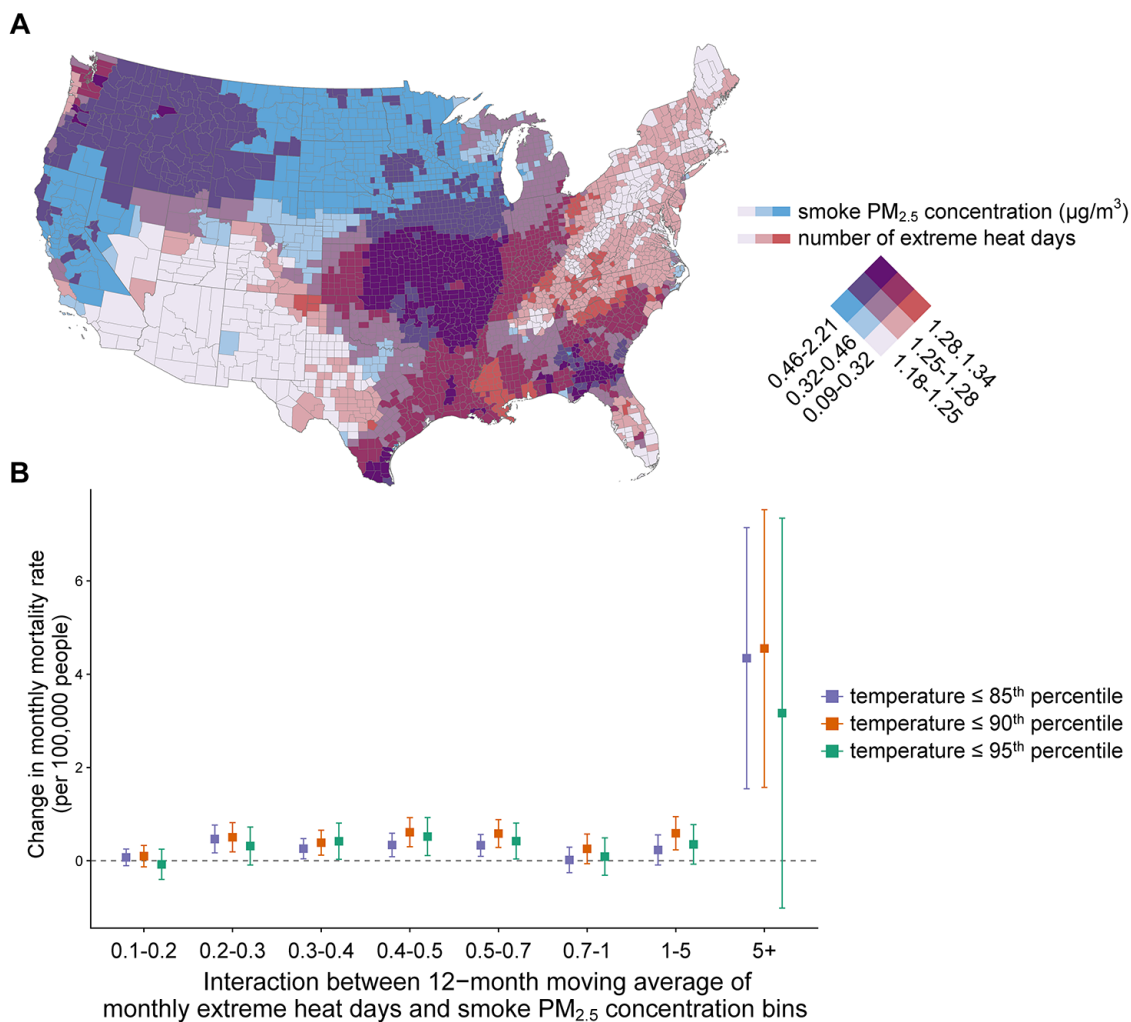 A
smoke PM2.5 concentration (μg/m3)
number of extreme heat days
0.46-2.21
0.32-0.46
0.09-0.32
1.28-1.34
1.25-1.28
1.18-1.25
B
Change in monthly mortality rate
(per 100,000 people)
6
4
2
0
temperature ≤ 85th percentile
temperature ≤ 90th percentile
temperature ≤ 95th percentile
0.1-0.2 0.2-0.3 0.3-0.4 0.4-0.5 0.5-0.7 0.7-1 1-5 5+
Interaction between 12−month moving average of
monthly extreme heat days and smoke PM2.5 concentration bins